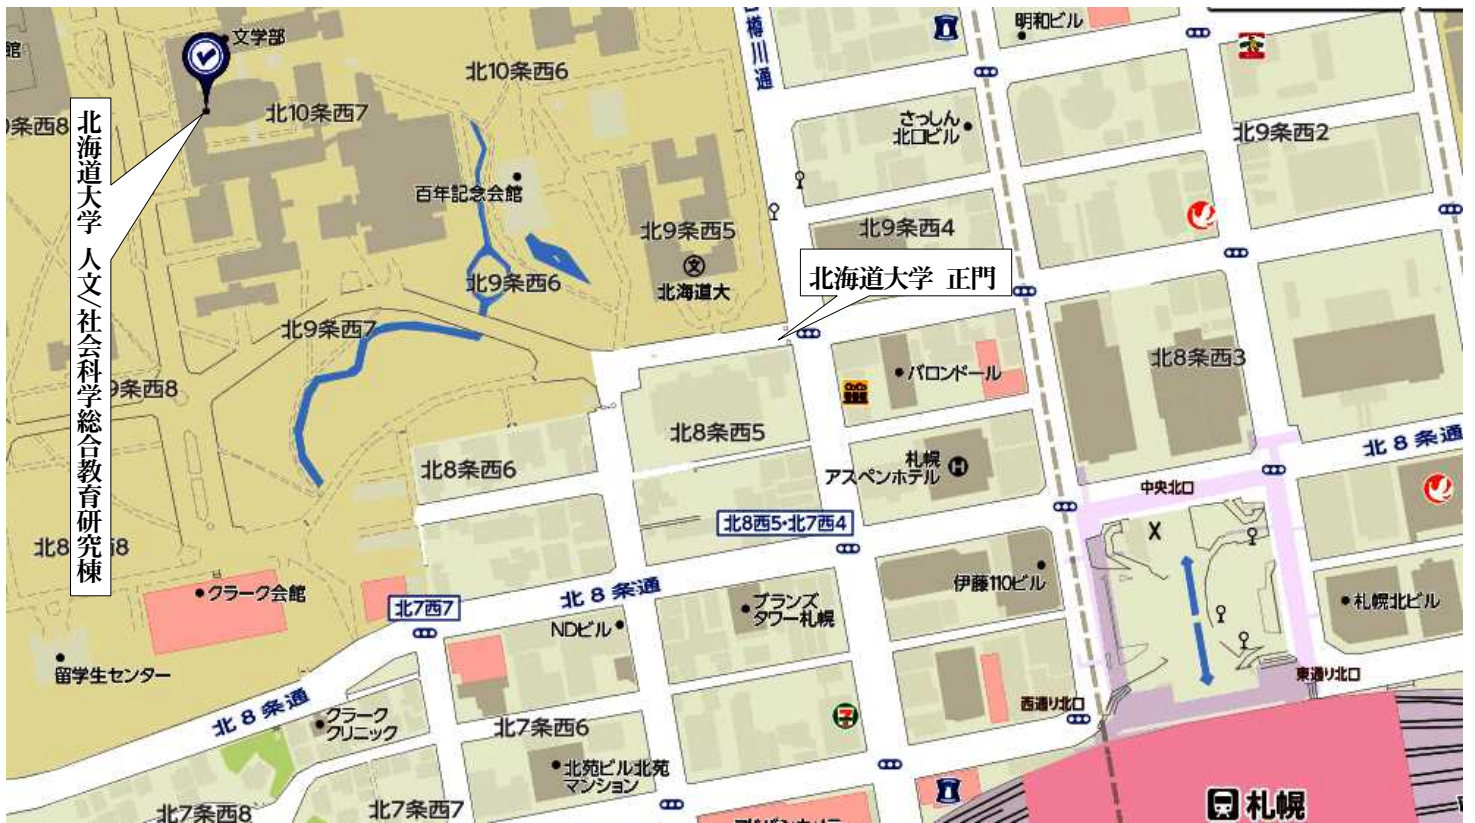 文学部
館
北10条西6
北10条西7
条西8
樽川通
明和ビル
さっしん
北口ビル
北9条西2
百年記念会館
北9条西5
北9条西4
北海道大
北9条西6
北9条西7
9条西8
北海道大学 人文/社会科学総合教育研究棟
北海道大学 正門
バロンドール
北8条西3
CoCo
壱番屋
北8条西5
北8条西6
札幌
アスペンホテル
H
北8条通
中央北口
北8西5・北7西4
X
伊藤110ビル
クラーク会館
北7西7
北8条通
ブランズ
タワー札幌
NDビル
札幌北ビル
留学生センター
東通り北口
西通り北口
北8条通
クラーク
クリニック
7
北7条西6
北苑ビル北苑
マンション
北7条西8
北7条西7
札幌